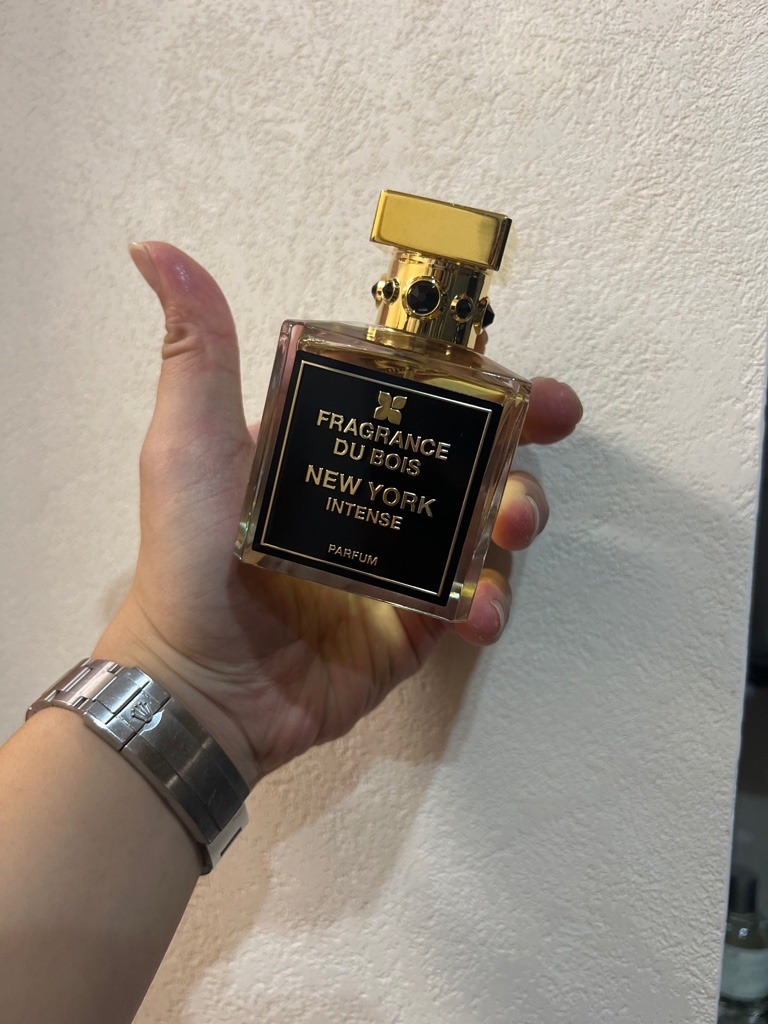 FRAGRANCE
DU BOIS
NEW YORK
INTENSE
PARFUM